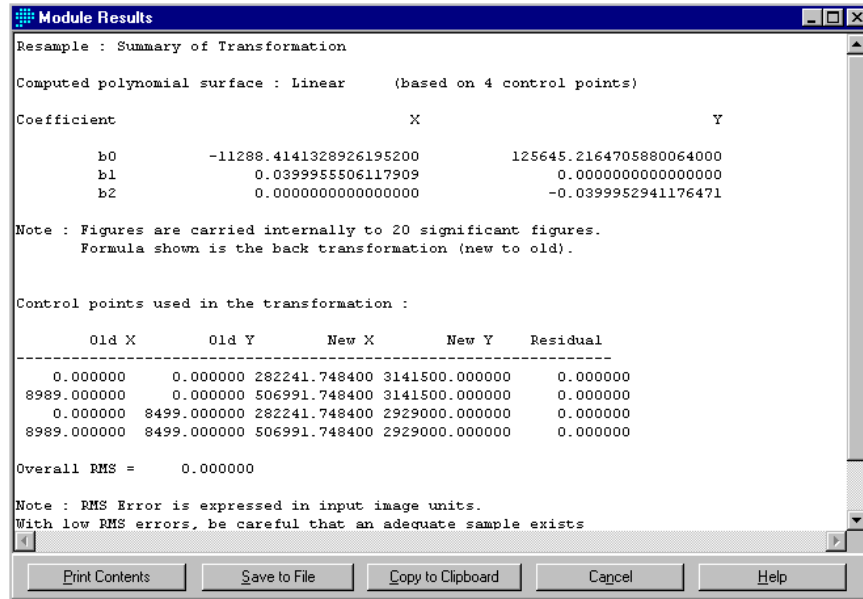 Module Results
Resample : Summary of Transformation
Computed polynomial surface : Linear (based on 4 control points)
Coefficient X Y
b0 -11288.4141328926195200 125645.2164705880064000
b1 0.0399955506117909 0.0000000000000000
b2 0.0000000000000000 -0.0399952941176471
Note : Figures are carried internally to 20 significant figures.
Formula shown is the back transformation (new to old).
Control points used in the transformation :
Old X Old Y New X New Y Residual
------------------------------------------------------------------------
0.000000 0.000000 282241.748400 3141500.000000 0.000000
8989.000000 0.000000 506991.748400 3141500.000000 0.000000
0.000000 8499.000000 282241.748400 2929000.000000 0.000000
8989.000000 8499.000000 506991.748400 2929000.000000 0.000000
Overall RMS = 0.000000
Note : RMS Error is expressed in input image units.
With low RMS errors, be careful that an adequate sample exists
Print Contents Save to File Copy to Clipboard Cancel Help